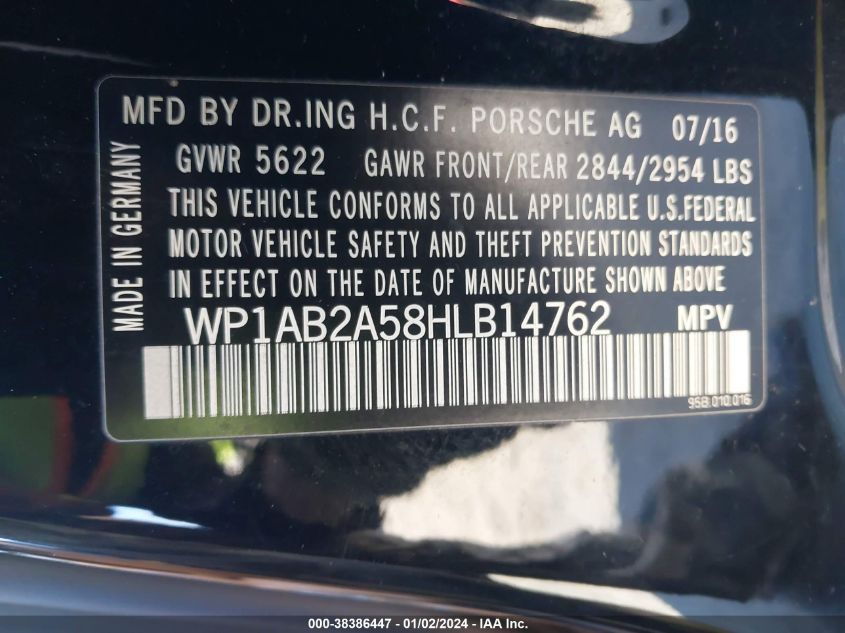 MFD BY DR.ING H.C.F. PORSCHE AG 07/16
GVWR 5622 GAWR FRONT/REAR 2844/2954 LBS
THIS VEHICLE CONFORMS TO ALL APPLICABLE U.S.FEDERAL
MOTOR VEHICLE SAFETY AND THEFT PREVENTION STANDARDS
IN EFFECT ON THE DATE OF MANUFACTURE SHOWN ABOVE
MADE IN GERMANY
WP1AB2A58HLB14762 MPV
95B.010.016
000-38386447 - 01/02/2024 - IAA Inc.